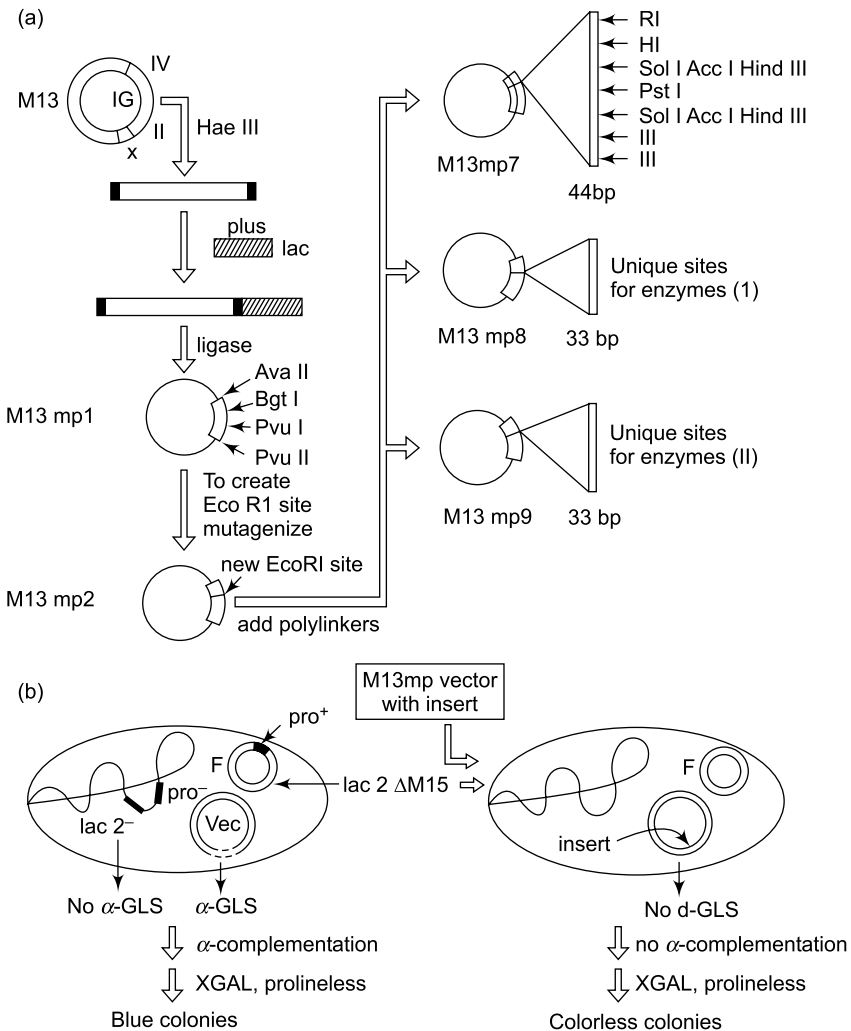 (a)
M13
IV
IG
II
x
Hae III
plus
lac
ligase
M13 mp1
Ava II
Bgt I
Pvu I
Pvu II
To create
Eco R1 site
mutagenize
new EcoRI site
M13 mp2
add polylinkers
RI
HI
Sol I Acc I Hind III
Pst I
Sol I Acc I Hind III
III
III
M13mp7
44bp
Unique sites
for enzymes (1)
M13 mp8
33 bp
Unique sites
for enzymes (II)
M13 mp9
33 bp
(b)
M13mp vector
with insert
pro⁺
F
lac 2 ΔM15
pro⁻
lac 2⁻
Vec
No α-GLS
α-GLS
α-complementation
XGAL, prolineless
Blue colonies
F
insert
No d-GLS
no α-complementation
XGAL, prolineless
Colorless colonies